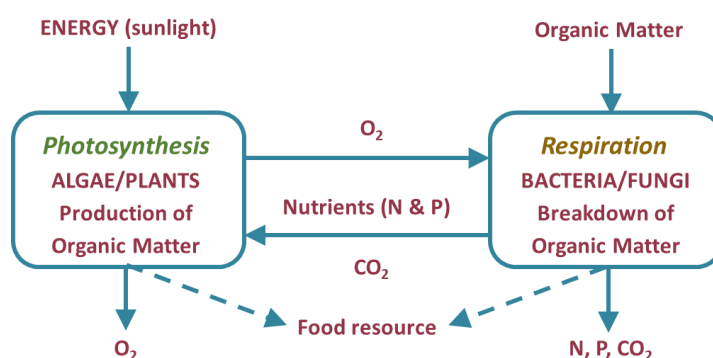 ENERGY (sunlight)
Organic Matter
Photosynthesis
ALGAE/PLANTS
Production of
Organic Matter
O₂
Nutrients (N & P)
CO₂
Respiration
BACTERIA/FUNGI
Breakdown of
Organic Matter
O₂
Food resource
N, P, CO₂